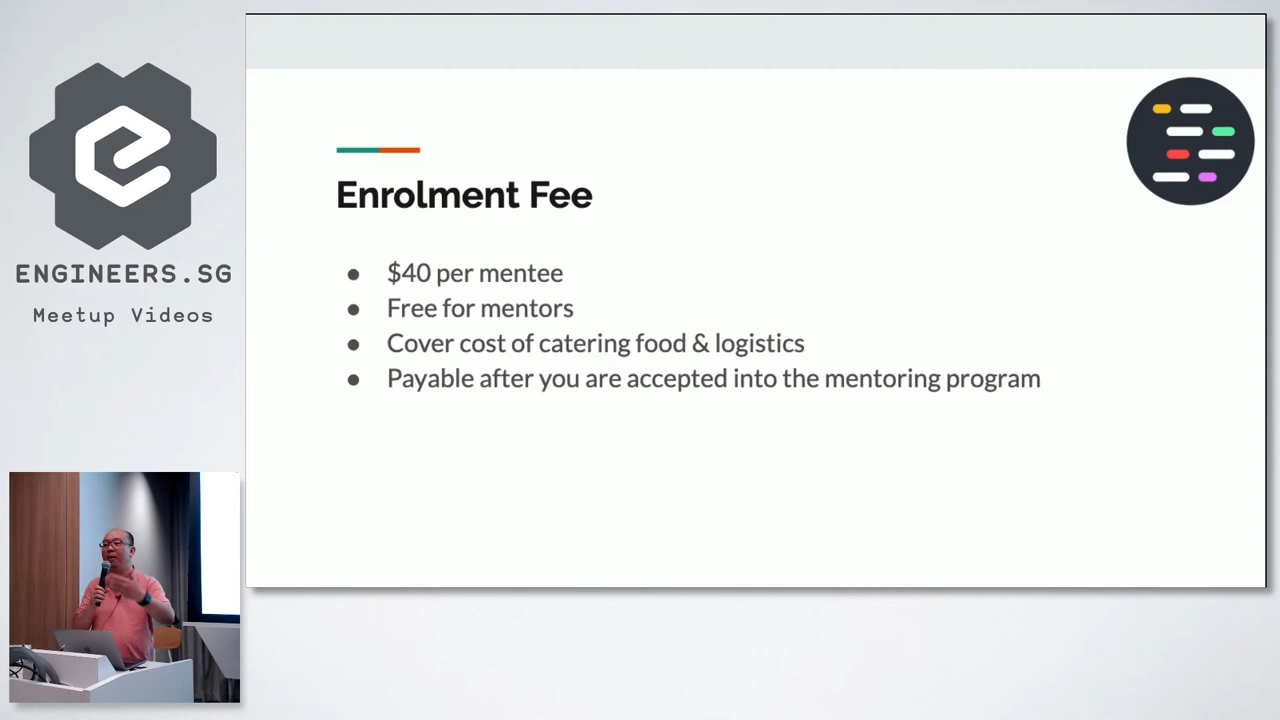 ENGINEERS.SG
Meetup Videos
Enrolment Fee
● $40 per mentee
● Free for mentors
● Cover cost of catering food & logistics
● Payable after you are accepted into the mentoring program